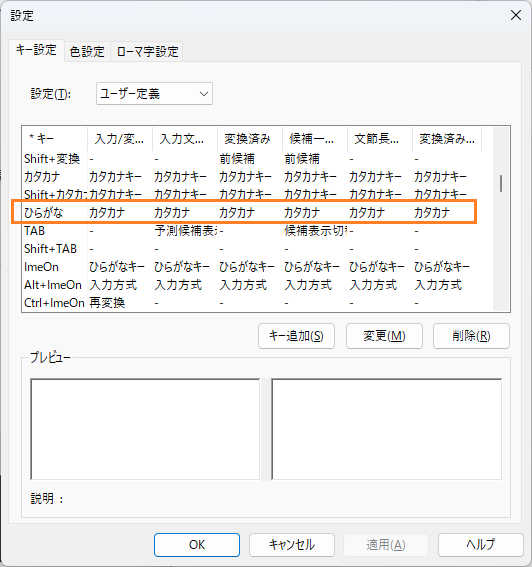 設定
キー設定 色設定 ローマ字設定
設定(T): ユーザー定義
* キー 入力/変... 入力文... 変換済み 候補一... 文節長... 変換済み...
Shift+変換 - - 前候補 前候補 - -
カタカナ カタカナキー カタカナキー カタカナキー カタカナキー カタカナキー カタカナキー
Shift+カタカナ カタカナキー カタカナキー カタカナキー カタカナキー カタカナキー カタカナキー
ひらがな カタカナ カタカナ カタカナ カタカナ カタカナ カタカナ
TAB - 予測候補表示 - 候補表示切 - -
Shift+TAB - - - - - -
ImeOn ひらがなキー ひらがなキー ひらがなキー ひらがなキー ひらがなキー ひらがなキー
Alt+ImeOn 入力方式 入力方式 入力方式 入力方式 入力方式 入力方式
Ctrl+ImeOn 再変換 - - - - -
キー追加(S) 変更(M) 削除(R)
プレビュー
説明 :
OK キャンセル 適用(A) ヘルプ